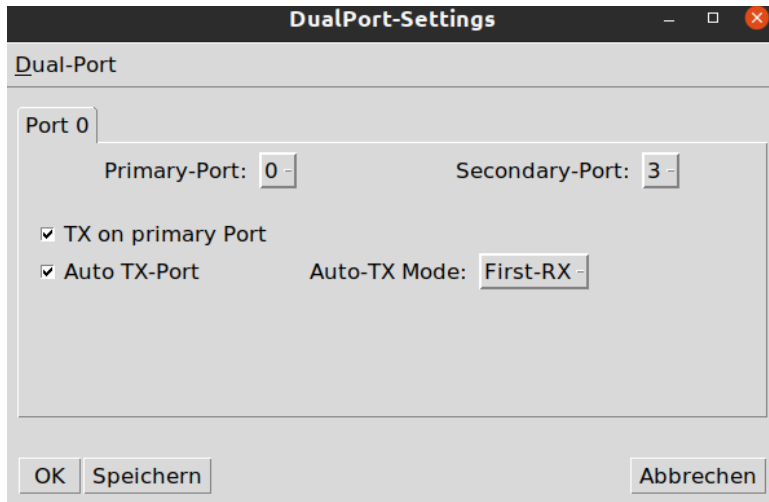 DualPort-Settings
Dual-Port
Port 0
Primary-Port: 0 Secondary-Port: 3
TX on primary Port
Auto TX-Port Auto-TX Mode: First-RX
OK Speichern Abbrechen